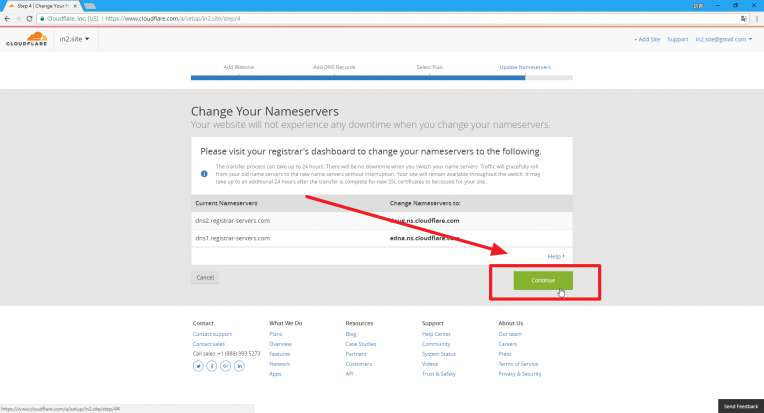 Step 4 | Change Your Name
Cloudflare, Inc. [US] https://www.cloudflare.com/a/setup/in2.site/step/4
CLOUDFLARE
in2.site
+ Add Site Support in2.site@gmail.com
Add Website Add DNS Records Select Plan Update Nameservers
Change Your Nameservers
Your website will not experience any downtime when you change your nameservers.
Please visit your registrar's dashboard to change your nameservers to the following.
The transfer process can take up to 24 hours. There will be no downtime when you switch your name servers. Traffic will gracefully roll
from your old name servers to the new name servers without interruption. Your site will remain available throughout the switch. It may
take up to an additional 24 hours after the transfer is complete for new SSL certificates to be issued for your site.
Current Nameservers Change Nameservers to:
dns2.registrar-servers.com .ns.cloudflare.com
dns1.registrar-servers.com edna.ns.cloudflare.com
Help
Cancel Continue
Contact What We Do Resources Support About Us
Contact support Plans Blog Help Center Our team
Contact sales Overview Case Studies Community Careers
Call sales: +1 (888) 993 5273 Features Partners System Status Press
Network Customers Videos Terms of Service
Apps API Trust & Safety Privacy & Security
https://www.cloudflare.com/a/setup/in2.site/step/4#
Send Feedback